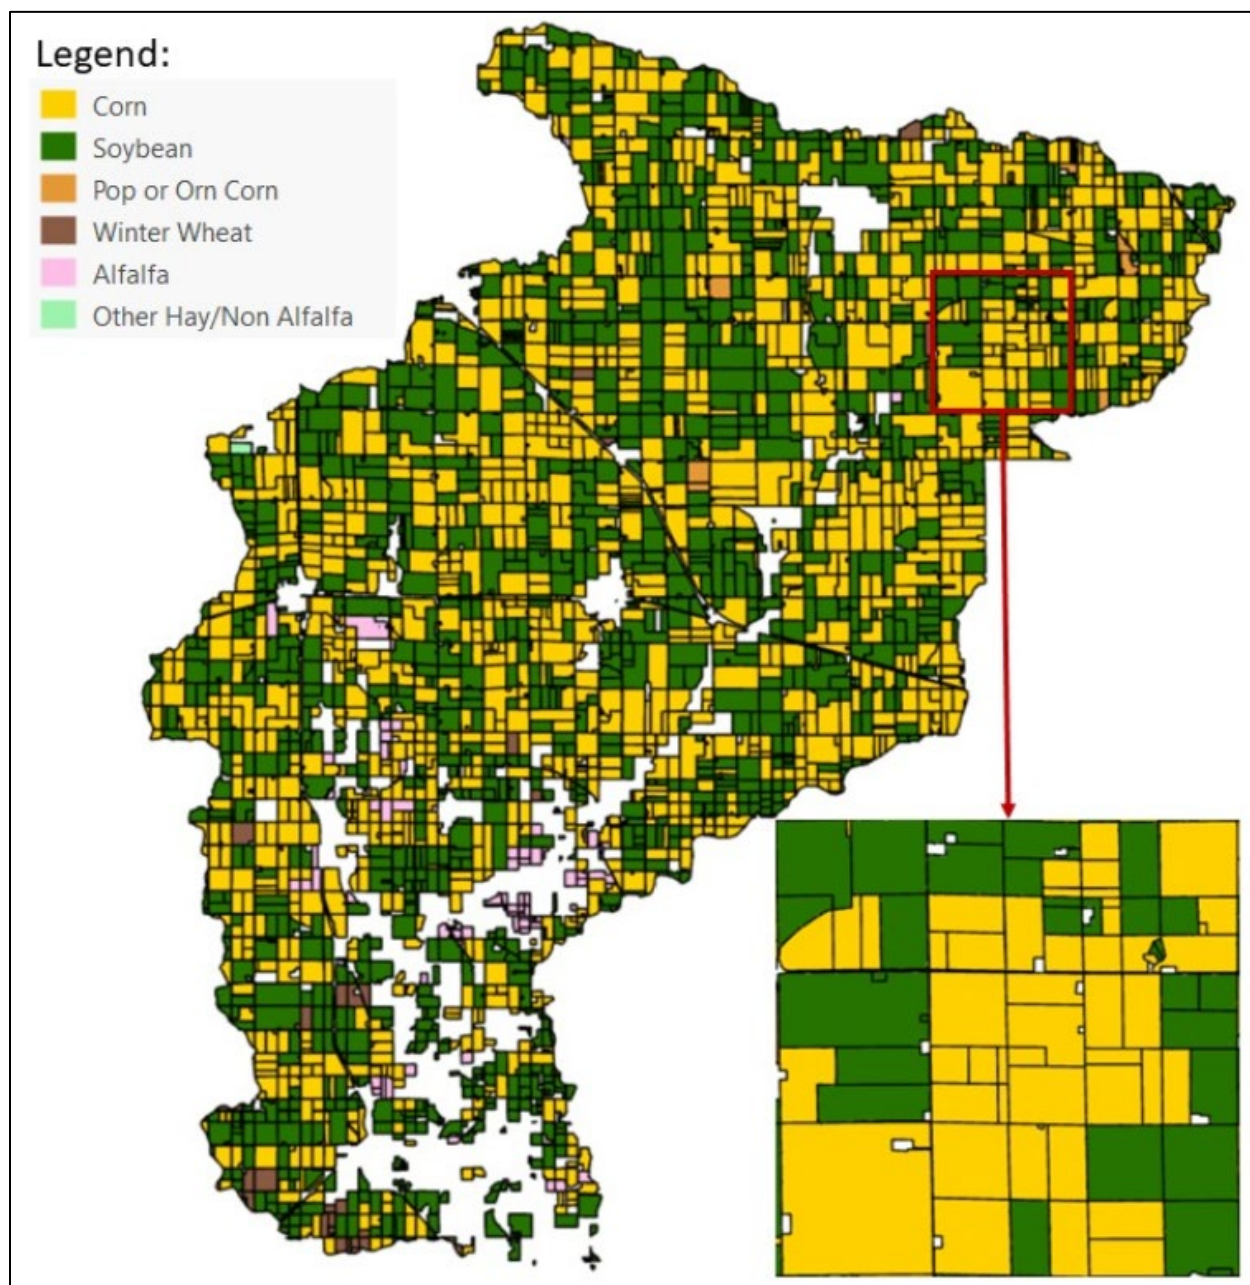 Legend:
Corn
Soybean
Pop or Orn Corn
Winter Wheat
Alfalfa
Other Hay/Non Alfalfa